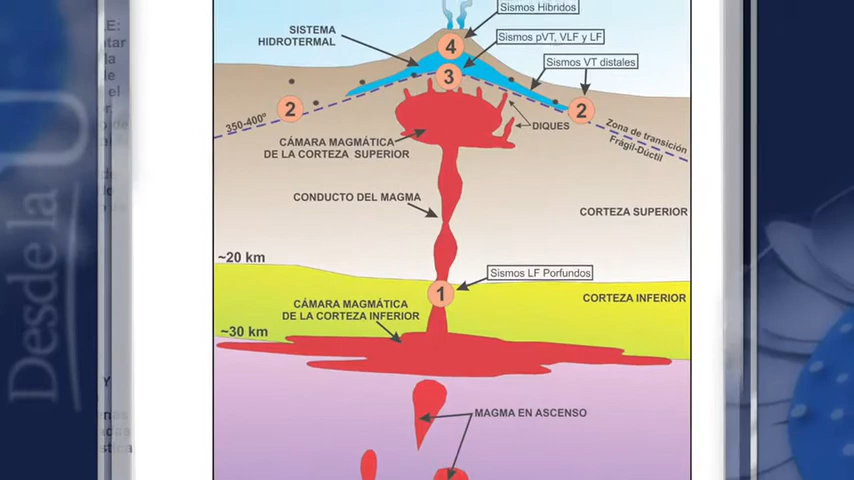 Sismos Híbridos
SISTEMA
HIDROTERMAL
4
Sismos pVT, VLF y LF
Sismos VT distales
3
2
2
350-400º
DIQUES
Zona de transición
Frágil-Dúctil
CÁMARA MAGMÁTICA
DE LA CORTEZA SUPERIOR
CONDUCTO DEL MAGMA
CORTEZA SUPERIOR
~20 km
Sismos LF Porfundos
1
CORTEZA INFERIOR
CÁMARA MAGMÁTICA
DE LA CORTEZA INFERIOR
~30 km
MAGMA EN ASCENSO
Desde la U